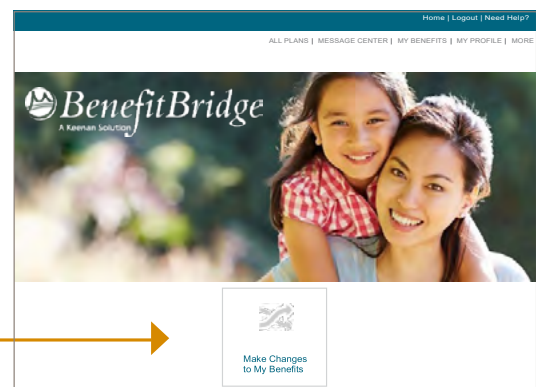 Home | Logout | Need Help?
ALL PLANS | MESSAGE CENTER | MY BENEFITS | MY PROFILE | MORE
BenefitBridge
A Keenan Solution
Make Changes
to My Benefits